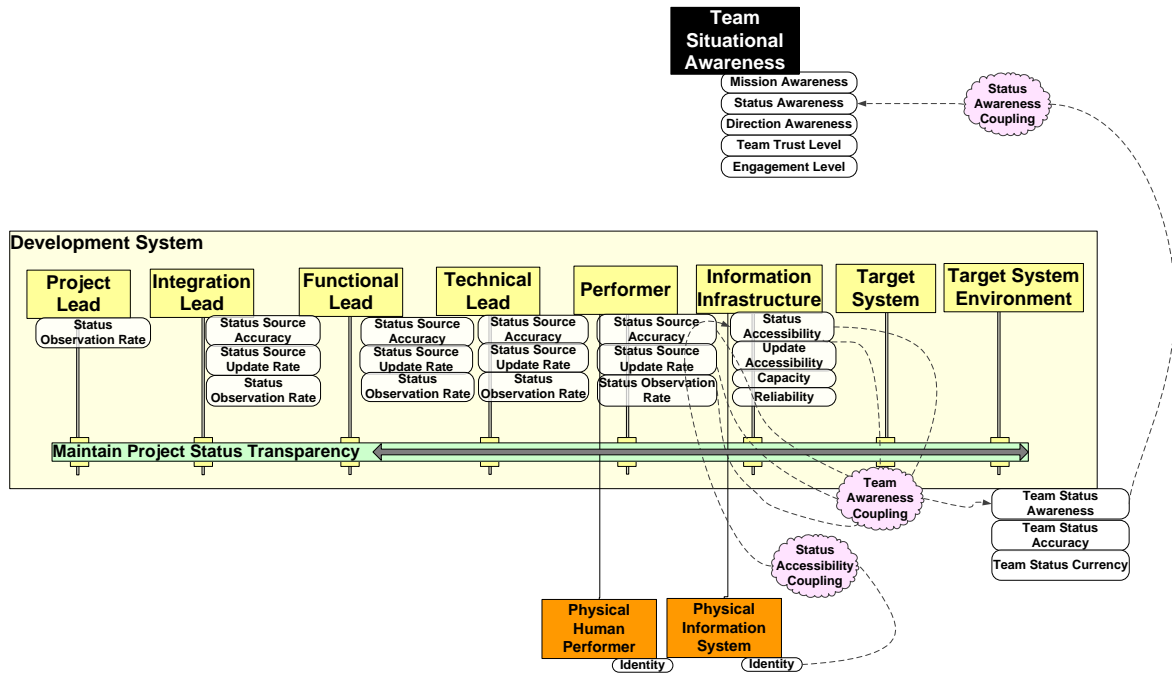 Team
Situational
Awareness
Mission Awareness
Status Awareness
Direction Awareness
Team Trust Level
Engagement Level
Status
Awareness
Coupling
Development System
Project
Lead
Status
Observation Rate
Integration
Lead
Status Source
Accuracy
Status Source
Update Rate
Status
Observation Rate
Functional
Lead
Status Source
Accuracy
Status Source
Update Rate
Status
Observation Rate
Technical
Lead
Status Source
Accuracy
Status Source
Update Rate
Status
Observation Rate
Performer
Status Source
Accuracy
Status Source
Update Rate
Status Observation
Rate
Information
Infrastructure
Status
Accessibility
Update
Accessibility
Capacity
Reliability
Target
System
Target System
Environment
Maintain Project Status Transparency
Team
Awareness
Coupling
Team Status
Awareness
Team Status
Accuracy
Team Status Currency
Status
Accessibility
Coupling
Physical
Human
Performer
Identity
Physical
Information
System
Identity